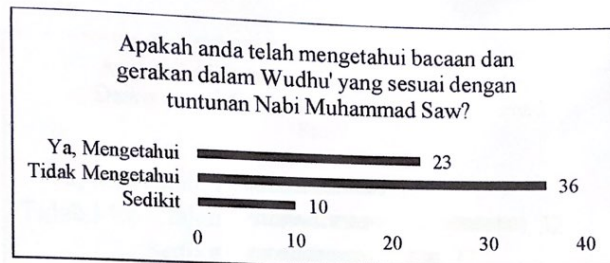 Apakah anda telah mengetahui bacaan dan
gerakan dalam Wudhu' yang sesuai dengan
tuntunan Nabi Muhammad Saw?
Ya, Mengetahui 23
Tidak Mengetahui 36
Sedikit 10
0 10 20 30 40